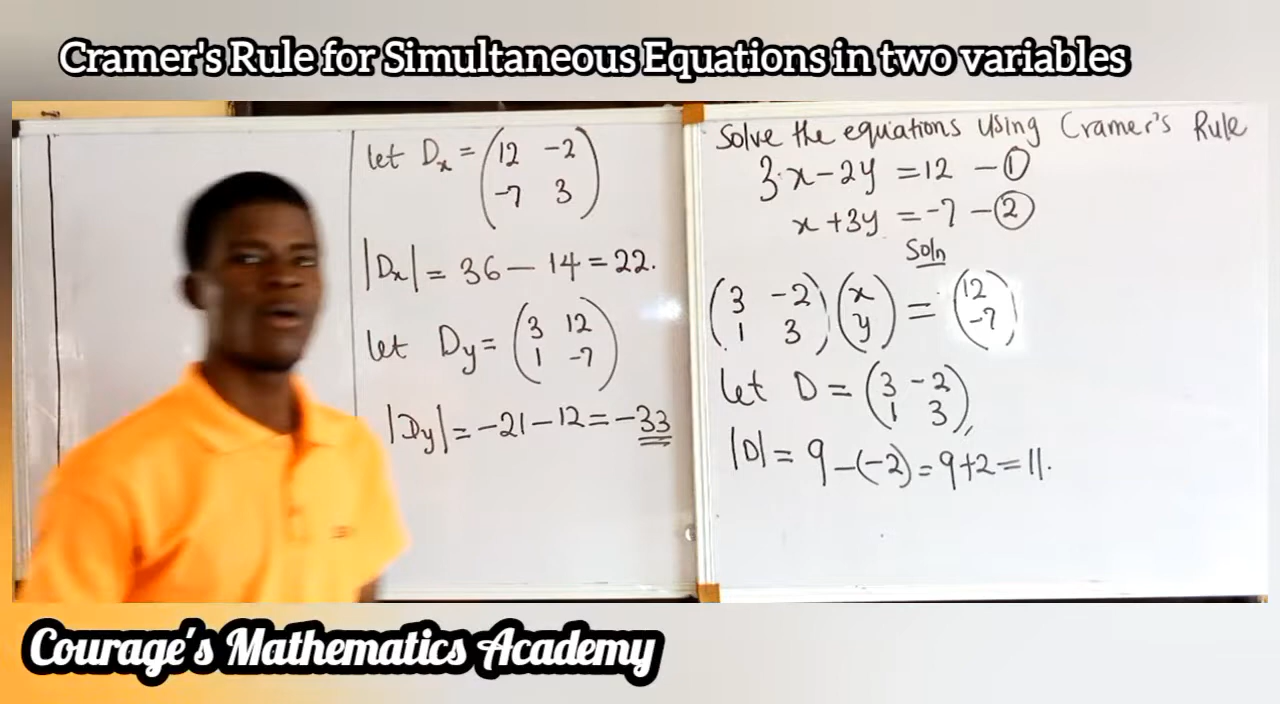 Cramer's Rule for Simultaneous Equations in two variables
Solve the equations Using Cramer's Rule
3x-2y = 12 - ①
x+3y = -7 - ②
Soln
(3 -2) (x) = (12)
(1 3) (y) (-7)
let D = (3 -2)
(1 3),
|D| = 9-(-2) = 9+2 = 11.
let Dx = (12 -2)
(-7 3)
|Dx| = 36 - 14 = 22.
let Dy = (3 12)
(1 -7)
|Dy| = -21-12 = -33
Courage's Mathematics Academy